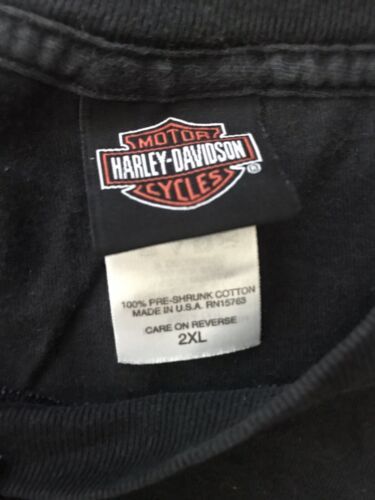 MOTOR
HARLEY-DAVIDSON
CYCLES
®
100% PRE-SHRUNK COTTON
MADE IN U.S.A. RN15763
CARE ON REVERSE
2XL